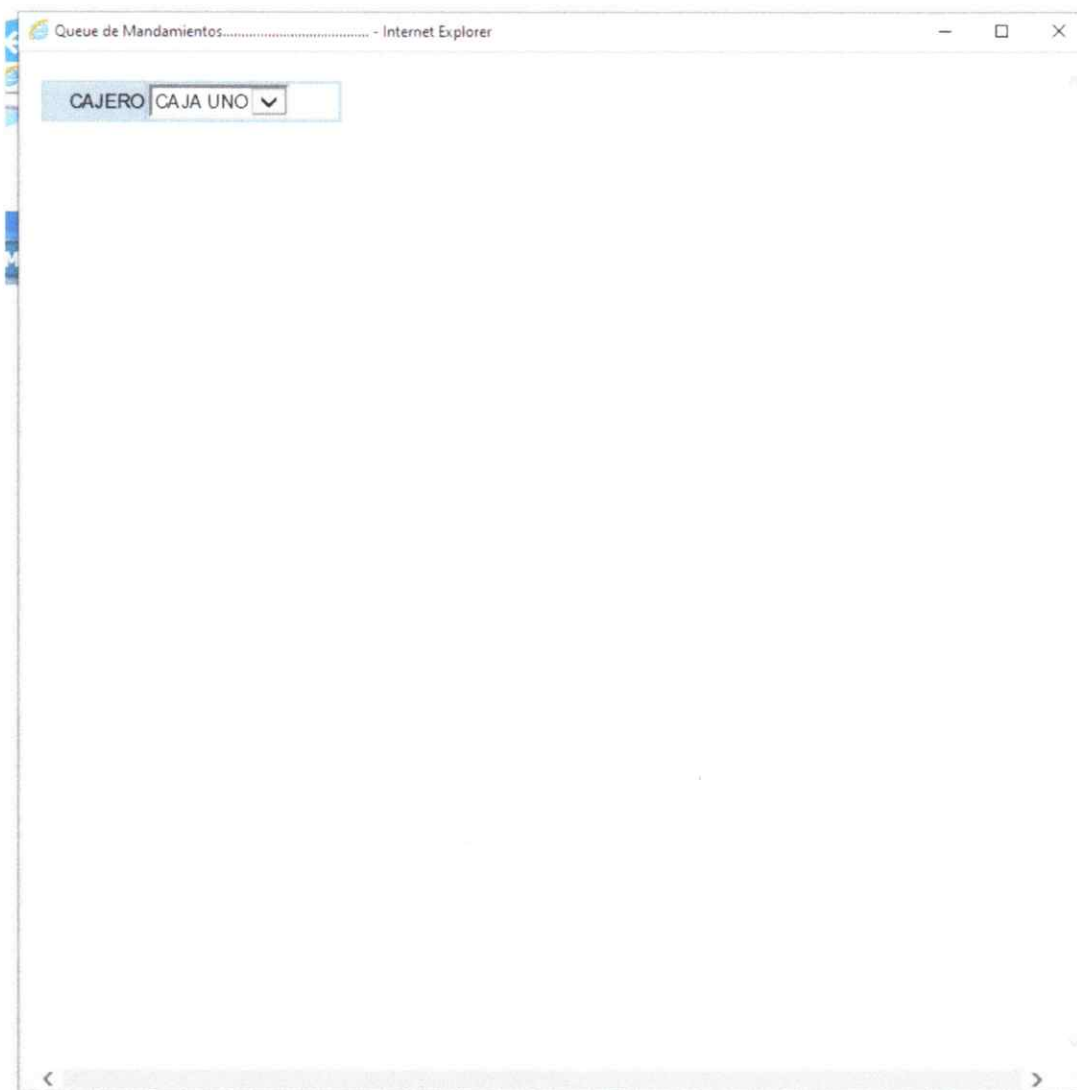 Queue de Mandamientos...................................... - Internet Explorer
CAJERO CAJA UNO
M